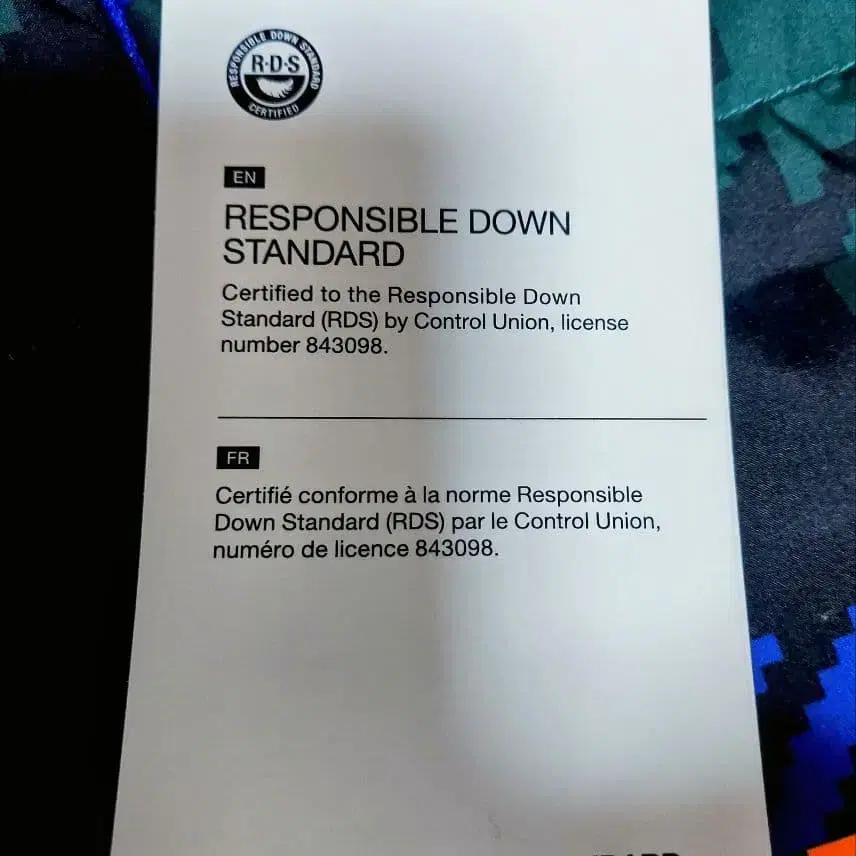 RESPONSIBLE DOWN STANDARD
R·D·S
CERTIFIED
EN
RESPONSIBLE DOWN
STANDARD
Certified to the Responsible Down
Standard (RDS) by Control Union, license
number 843098.
FR
Certifié conforme à la norme Responsible
Down Standard (RDS) par le Control Union,
numéro de licence 843098.